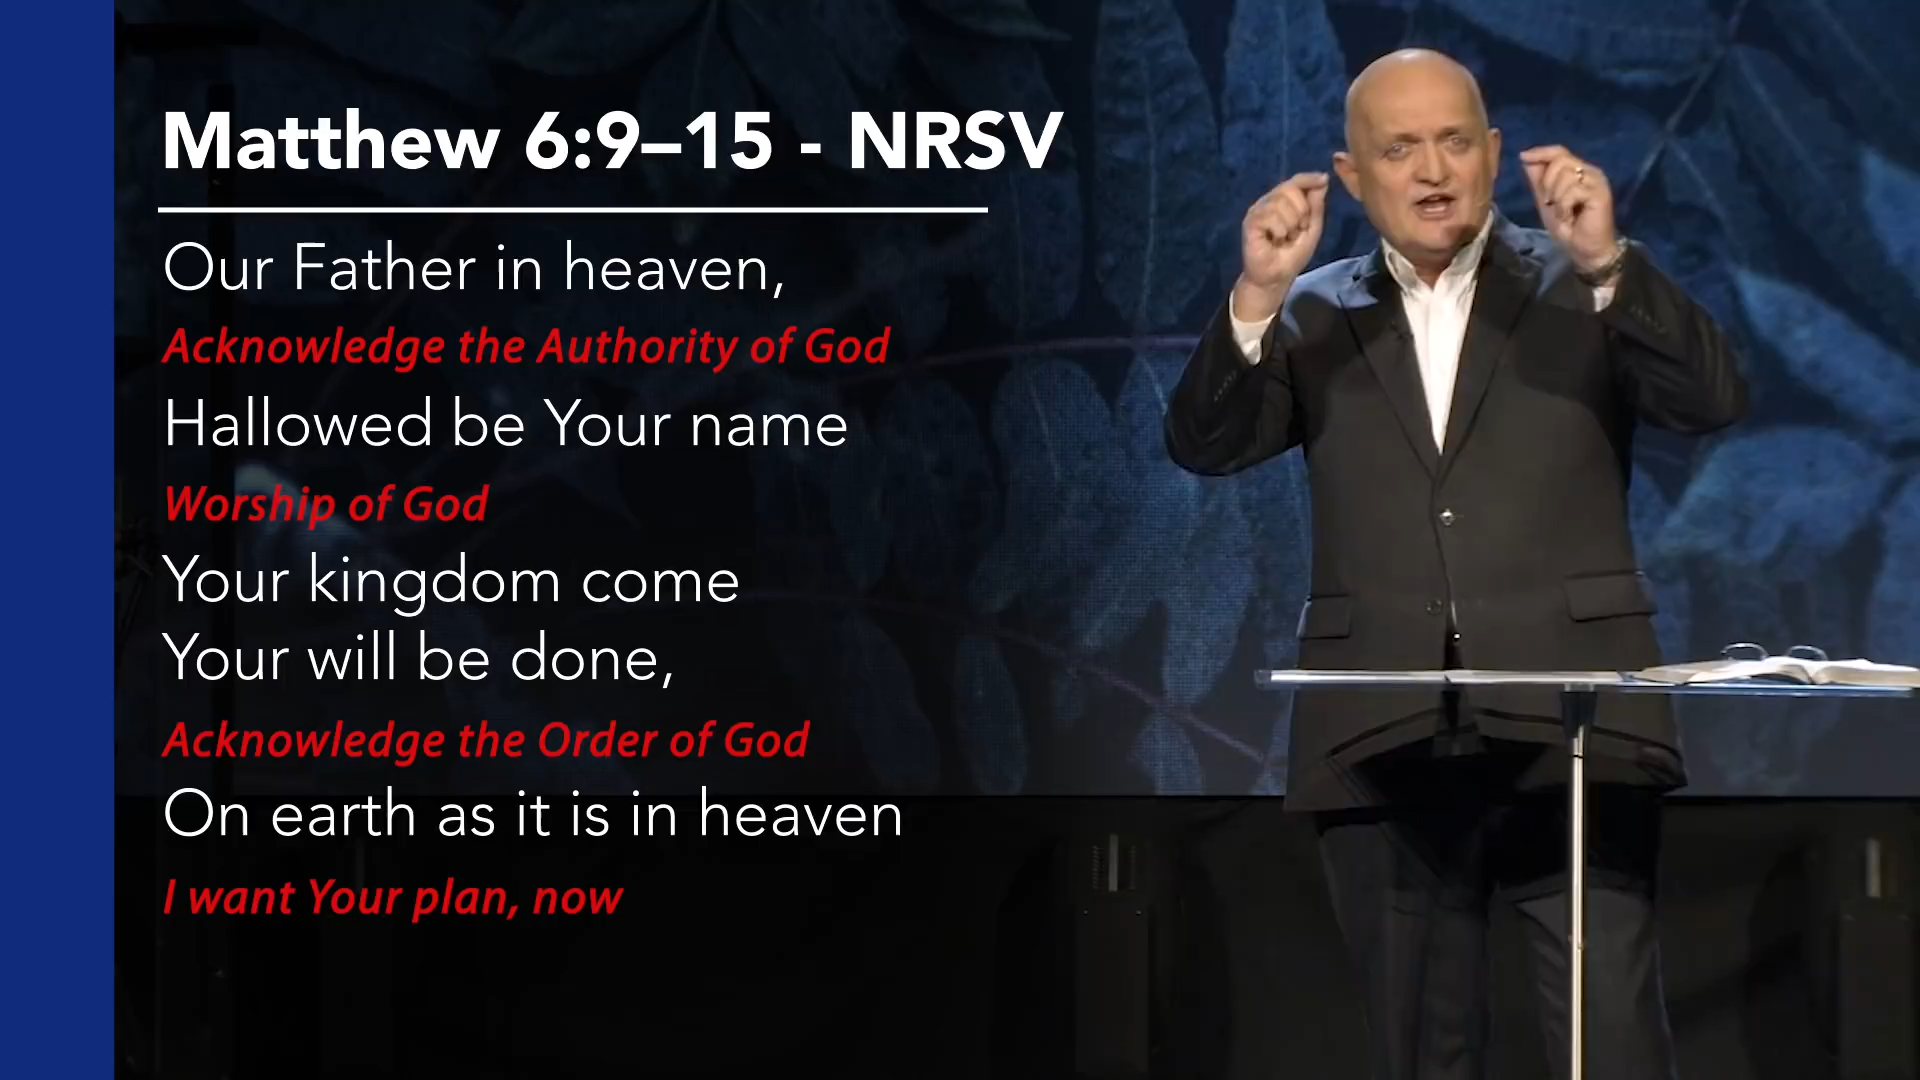 Matthew 6:9–15 - NRSV
Our Father in heaven,
Acknowledge the Authority of God
Hallowed be Your name
Worship of God
Your kingdom come
Your will be done,
Acknowledge the Order of God
On earth as it is in heaven
I want Your plan, now